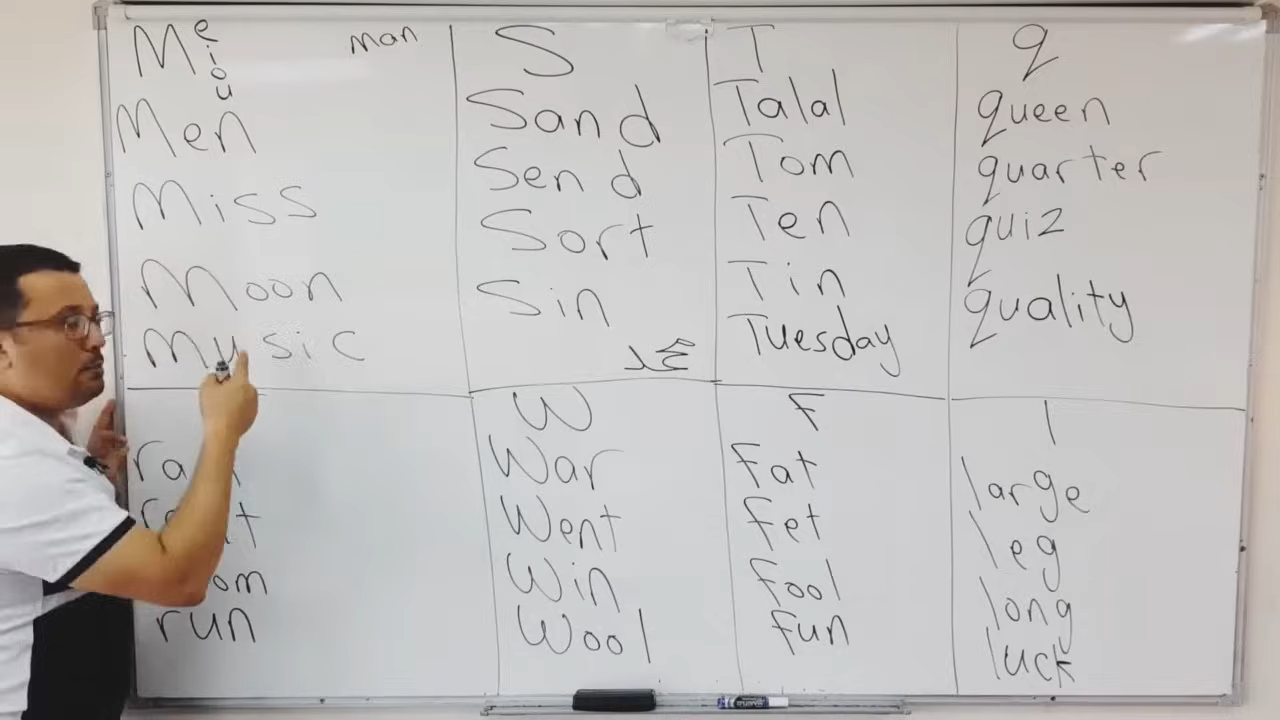 M e i o u man
Men
Miss
Moon
Music
S
Sand
Send
Sort
Sin
T
Talal
Tom
Ten
Tin
Tuesday
q
queen
quarter
quiz
quality
run
W
War
Went
Win
Wool
F
Fat
Fet
Fool
Fun
l
large
leg
long
luck